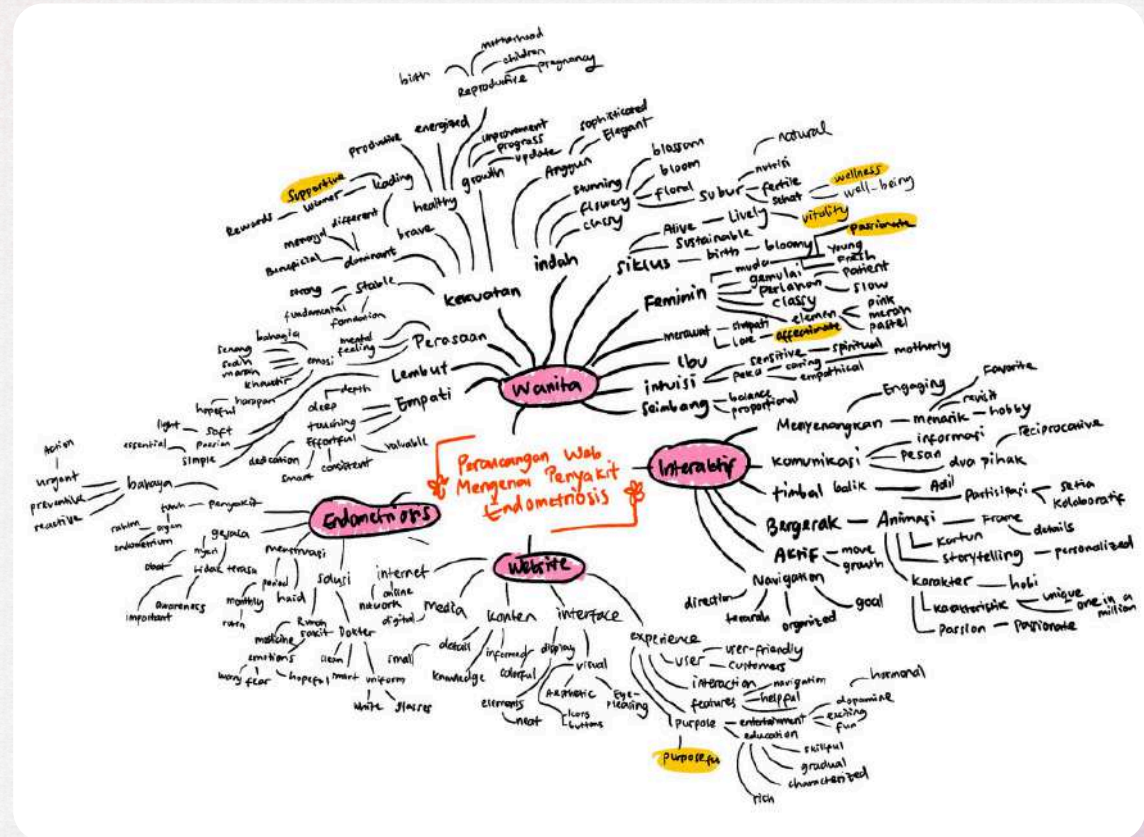 motherhood
children
pregnancy
birth
Reproductive
produktive
energized
improvement
progress
update
growth
healthy
Supportive
leading
winner
Rewards
different
brave
Beneficial
dominant
strong
stable
fundamental
foundation
kekuatan
sophisticated
Elegant
Anggun
stunning
flowery
classy
blossom
bloom
floral
indah
subur
natural
nutrisi
fertile
sehat
wellness
well-being
Alive
Lively
vitality
Sustainable
birth
bloomy
siklus
passionate
muda
Young
Fresh
gemulai
perlahan
patient
slow
classy
Feminin
elemen
pink
merah
pastel
merawat
simpati
love
affectionate
Ibu
intuisi
sensitive
spiritual
peka
caring
motherly
empathical
Seimbang
balance
proportional
Wanita
Perasaan
mental
feeling
emosi
bahagia
senang
sedih
marah
khawatir
Lembut
harapan
hopeful
light
soft
essential
passion
simple
Empati
depth
deep
touching
Effortful
valuable
dedication
consistent
smart
Perancangan Web
Mengenai Penyakit
Endometriosis
Interaktif
Menyenangkan
Engaging
Favorite
revisit
menarik
hobby
komunikasi
informasi
pesan
reciprocative
dua pihak
timbal balik
Adil
Partisipasi
setia
Kolaboratif
Bergerak
Animasi
Frame
details
kartun
storytelling
personalized
karakter
hobi
karakteristik
unique
one in a
million
Passion
Passionate
Aktif
move
growth
Navigation
direction
terarah
organized
goal
Endometriosis
Action
urgent
preventive
reactive
bahaya
tubuh
penyakit
rahim
organ
endometrium
gejala
nyeri
obat
tidak terasa
awareness
important
menstruasi
period
haid
monthly
rutin
solusi
Rumah
sakit
medicine
Dokter
emotions
worry
fear
hopeful
clean
smart
uniform
white
glasses
Website
internet
online
network
Media
digital
small
konten
detail
informed
knowledge
colorful
elements
neat
interface
display
visual
Aesthetic
Eye-
pleasing
Icons
buttons
experience
user
user-friendly
customers
interaction
navigation
features
helpful
purpose
purposeful
entertainment
hormonal
dopamine
exciting
fun
education
skillful
gradual
characterized
rich